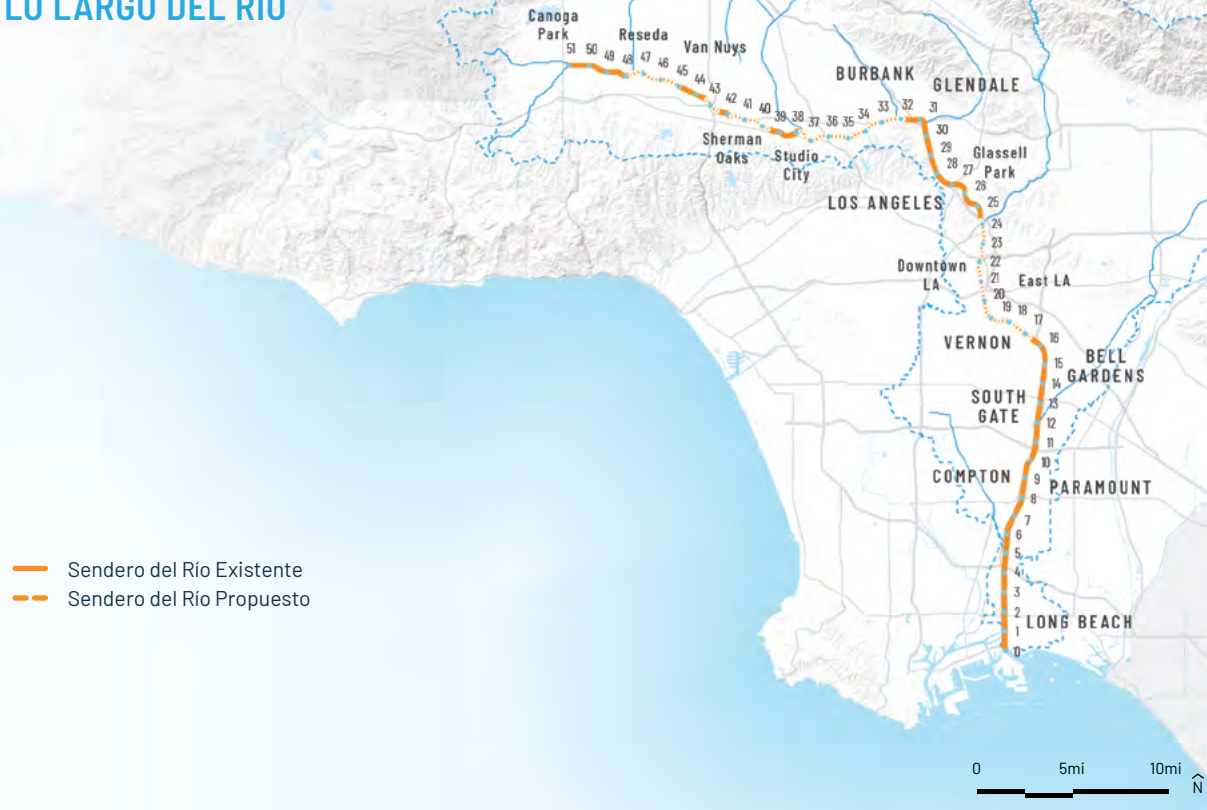 LO LARGO DEL RÍO
Canoga
Park
Reseda
Van Nuys
BURBANK
GLENDALE
51 50 49 48 47 46 45 44 43 42 41 40 39 38 37 36 35 34 33 32 31
Sherman
Oaks
Studio
City
30
29
28
27
26
25
Glassell
Park
LOS ANGELES
24
23
22
21
20
19
18
17
16
Downtown
LA
East LA
VERNON
BELL
GARDENS
15
14
13
12
11
10
9
8
7
6
5
4
3
2
1
0
SOUTH
GATE
COMPTON
PARAMOUNT
LONG BEACH
Sendero del Río Existente
Sendero del Río Propuesto
0 5mi 10mi
N